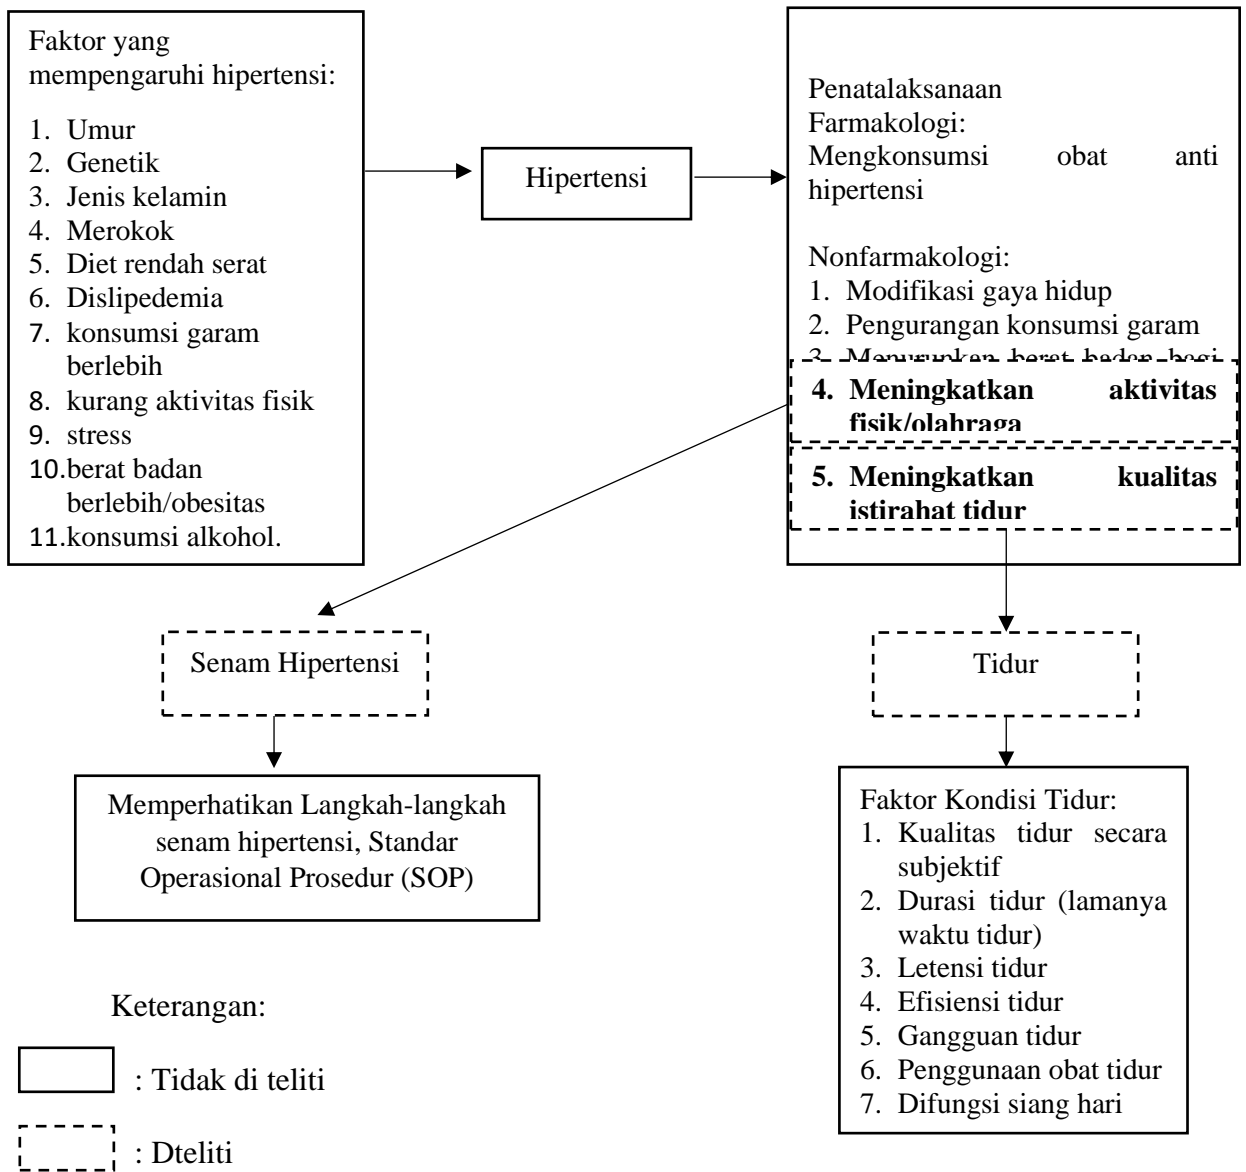 Faktor yang
mempengaruhi hipertensi:
1. Umur
2. Genetik
3. Jenis kelamin
4. Merokok
5. Diet rendah serat
6. Dislipedemia
7. konsumsi garam
berlebih
8. kurang aktivitas fisik
9. stress
10.berat badan
berlebih/obesitas
11.konsumsi alkohol.
Hipertensi
Penatalaksanaan
Farmakologi:
Mengkonsumsi obat anti
hipertensi
Nonfarmakologi:
1. Modifikasi gaya hidup
2. Pengurangan konsumsi garam
3. Menurunkan berat badan bagi
4. Meningkatkan aktivitas
fisik/olahraga
5. Meningkatkan kualitas
istirahat tidur
Senam Hipertensi
Tidur
Memperhatikan Langkah-langkah
senam hipertensi, Standar
Operasional Prosedur (SOP)
Faktor Kondisi Tidur:
1. Kualitas tidur secara
subjektif
2. Durasi tidur (lamanya
waktu tidur)
3. Letensi tidur
4. Efisiensi tidur
5. Gangguan tidur
6. Penggunaan obat tidur
7. Difungsi siang hari
Keterangan:
: Tidak di teliti
: Dteliti